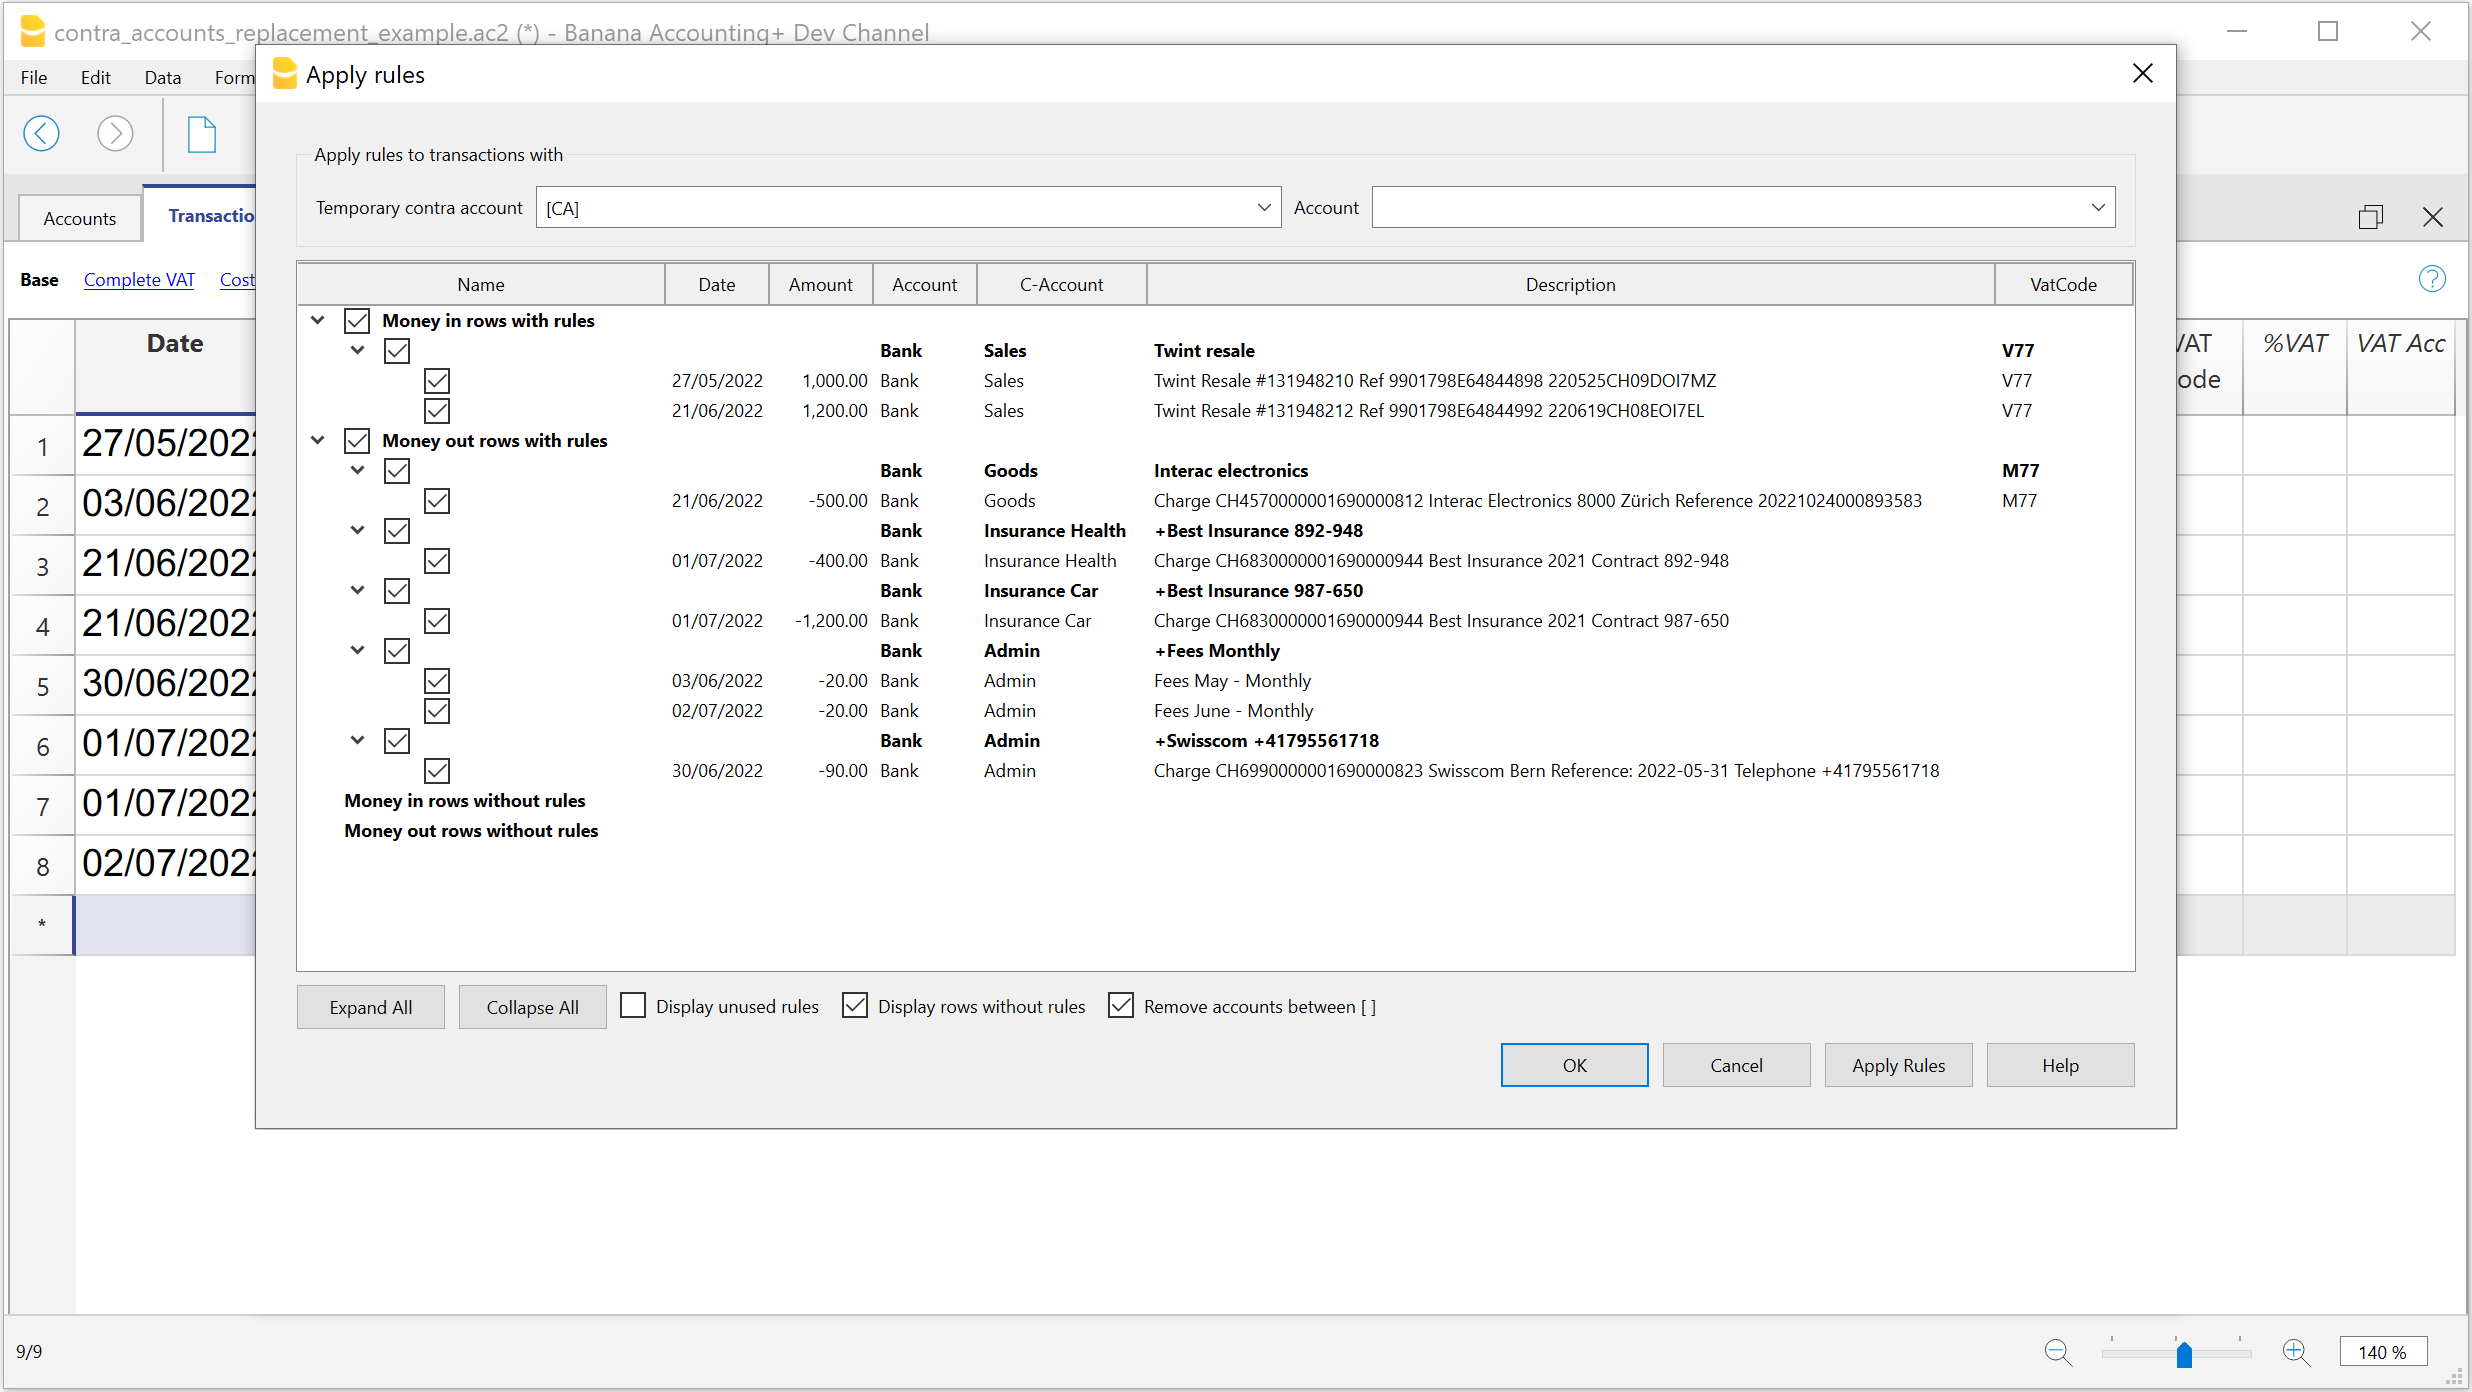 contra_accounts_replacement_example.ac2 (*) - Banana Accounting+ Dev Channel
File Edit Data Form
Apply rules
Accounts Transactio
Base Complete VAT Cost
Apply rules to transactions with
Temporary contra account [CA] Account
Name Date Amount Account C-Account Description VatCode
Money in rows with rules
Bank Sales Twint resale V77
27/05/2022 1,000.00 Bank Sales Twint Resale #131948210 Ref 9901798E64844898 220525CH09DOI7MZ V77
21/06/2022 1,200.00 Bank Sales Twint Resale #131948212 Ref 9901798E64844992 220619CH08EOI7EL V77
Money out rows with rules
Bank Goods Interac electronics M77
21/06/2022 -500.00 Bank Goods Charge CH4570000001690000812 Interac Electronics 8000 Zürich Reference 20221024000893583 M77
Bank Insurance Health +Best Insurance 892-948
01/07/2022 -400.00 Bank Insurance Health Charge CH6830000001690000944 Best Insurance 2021 Contract 892-948
Bank Insurance Car +Best Insurance 987-650
01/07/2022 -1,200.00 Bank Insurance Car Charge CH6830000001690000944 Best Insurance 2021 Contract 987-650
Bank Admin +Fees Monthly
03/06/2022 -20.00 Bank Admin Fees May - Monthly
02/07/2022 -20.00 Bank Admin Fees June - Monthly
Bank Admin +Swisscom +41795561718
30/06/2022 -90.00 Bank Admin Charge CH6990000001690000823 Swisscom Bern Reference: 2022-05-31 Telephone +41795561718
Money in rows without rules
Money out rows without rules
Expand All Collapse All Display unused rules Display rows without rules Remove accounts between [ ]
OK Cancel Apply Rules Help
Date
VAT %VAT VAT Acc
ode
1 27/05/2022
2 03/06/2022
3 21/06/2022
4 21/06/2022
5 30/06/2022
6 01/07/2022
7 01/07/2022
8 02/07/2022
*
9/9 140 %